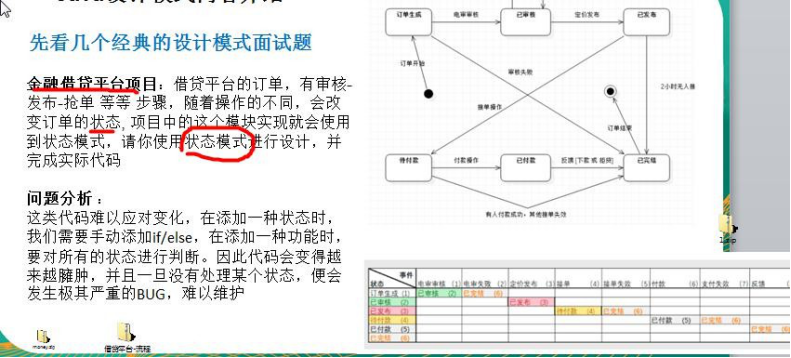 先看几个经典的设计模式面试题
金融借贷平台项目：借贷平台的订单，有审核-
发布-抢单 等等 步骤，随着操作的不同，会改
变订单的状态, 项目中的这个模块实现就会使用
到状态模式，请你使用状态模式进行设计，并
完成实际代码
问题分析 ：
这类代码难以应对变化，在添加一种状态时，
我们需要手动添加if/else，在添加一种功能时，
要对所有的状态进行判断。因此代码会变得越
来越臃肿，并且一旦没有处理某个状态，便会
发生极其严重的BUG，难以维护
订单生成
电审审核
已审核
定价发布
已发布
订单开始
审核失败
2小时无人接
接单操作
订单结束
待付款
付款操作
已付款
反馈 [下款 或 拒网]
已完结
有人付款成功，其他接单失效
事件
状态
电审审核 (1)
电审失败 (2)
定价发布 (3)
接单 (4)
接单失效 (5)
付款 (6)
支付失效 (7)
反馈
订单生成 (1)
已审核 (2)
已完结 (6)
已审核 (2)
已发布 (3)
已发布 (3)
待付款 (4)
已完结 (6)
待付款 (4)
已付款 (5)
已完结 (6)
已付款 (5)
已完结 (6)
已完结 (6)
1.zip
借贷平台-流程